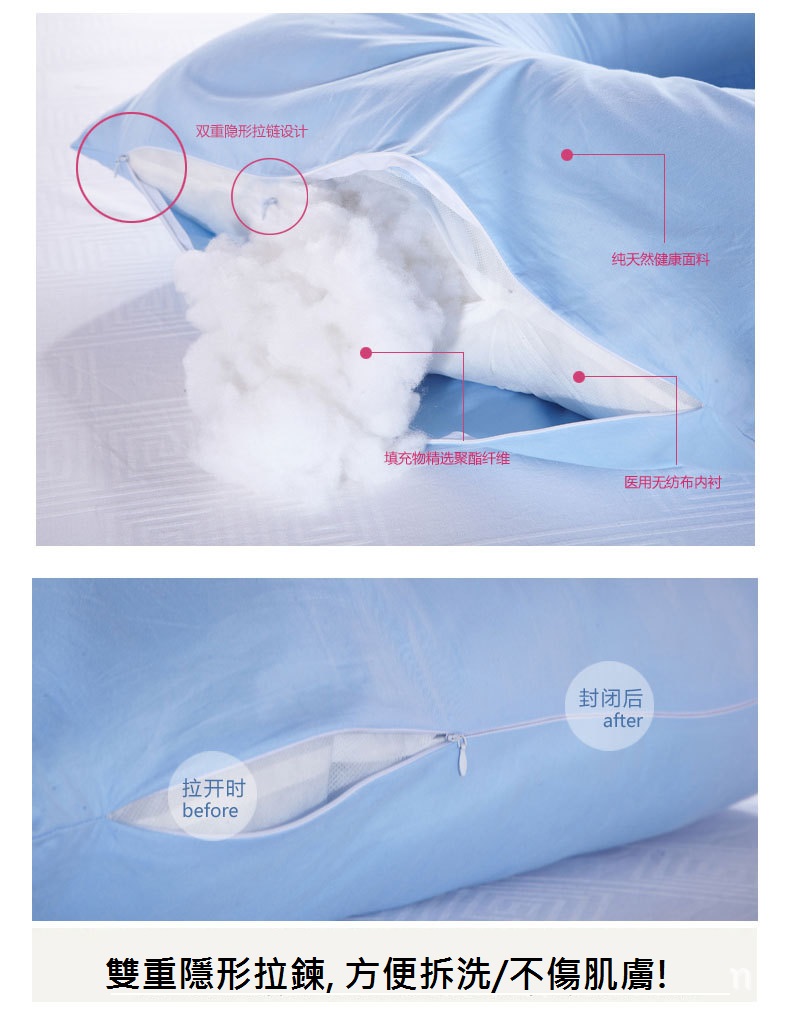 双重隐形拉链设计
纯天然健康面料
填充物精选聚酯纤维
医用无纺布内衬
封闭后
after
拉开时
before
雙重隱形拉鍊, 方便拆洗/不傷肌膚!
n